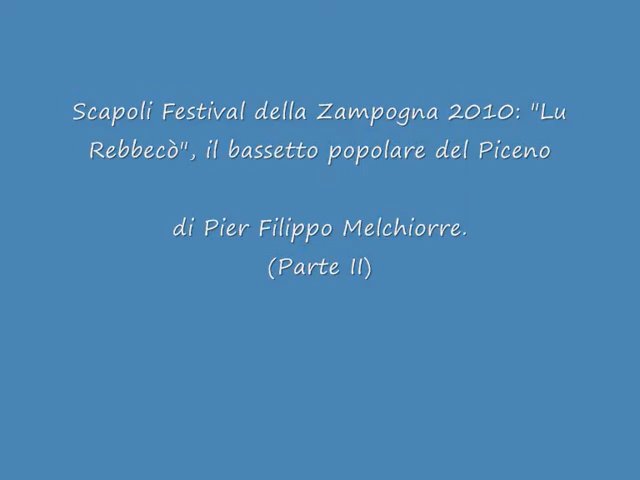 Scapoli Festival della Zampogna 2010: "Lu
Rebbecò", il bassetto popolare del Piceno
di Pier Filippo Melchiorre.
(Parte II)